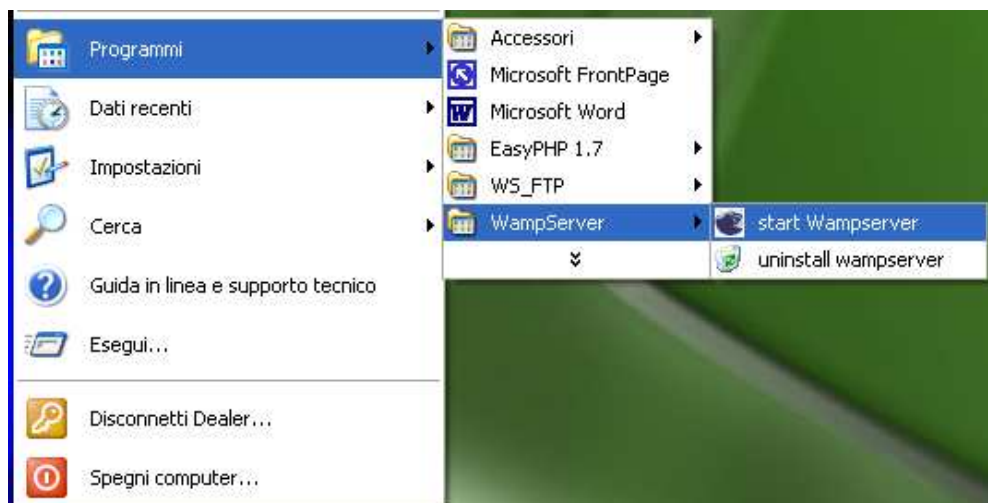 Programmi
Dati recenti
Impostazioni
Cerca
Guida in linea e supporto tecnico
Esegui...
Disconnetti Dealer...
Spegni computer...
Accessori
Microsoft FrontPage
Microsoft Word
EasyPHP 1.7
WS_FTP
WampServer
start Wampserver
uninstall wampserver